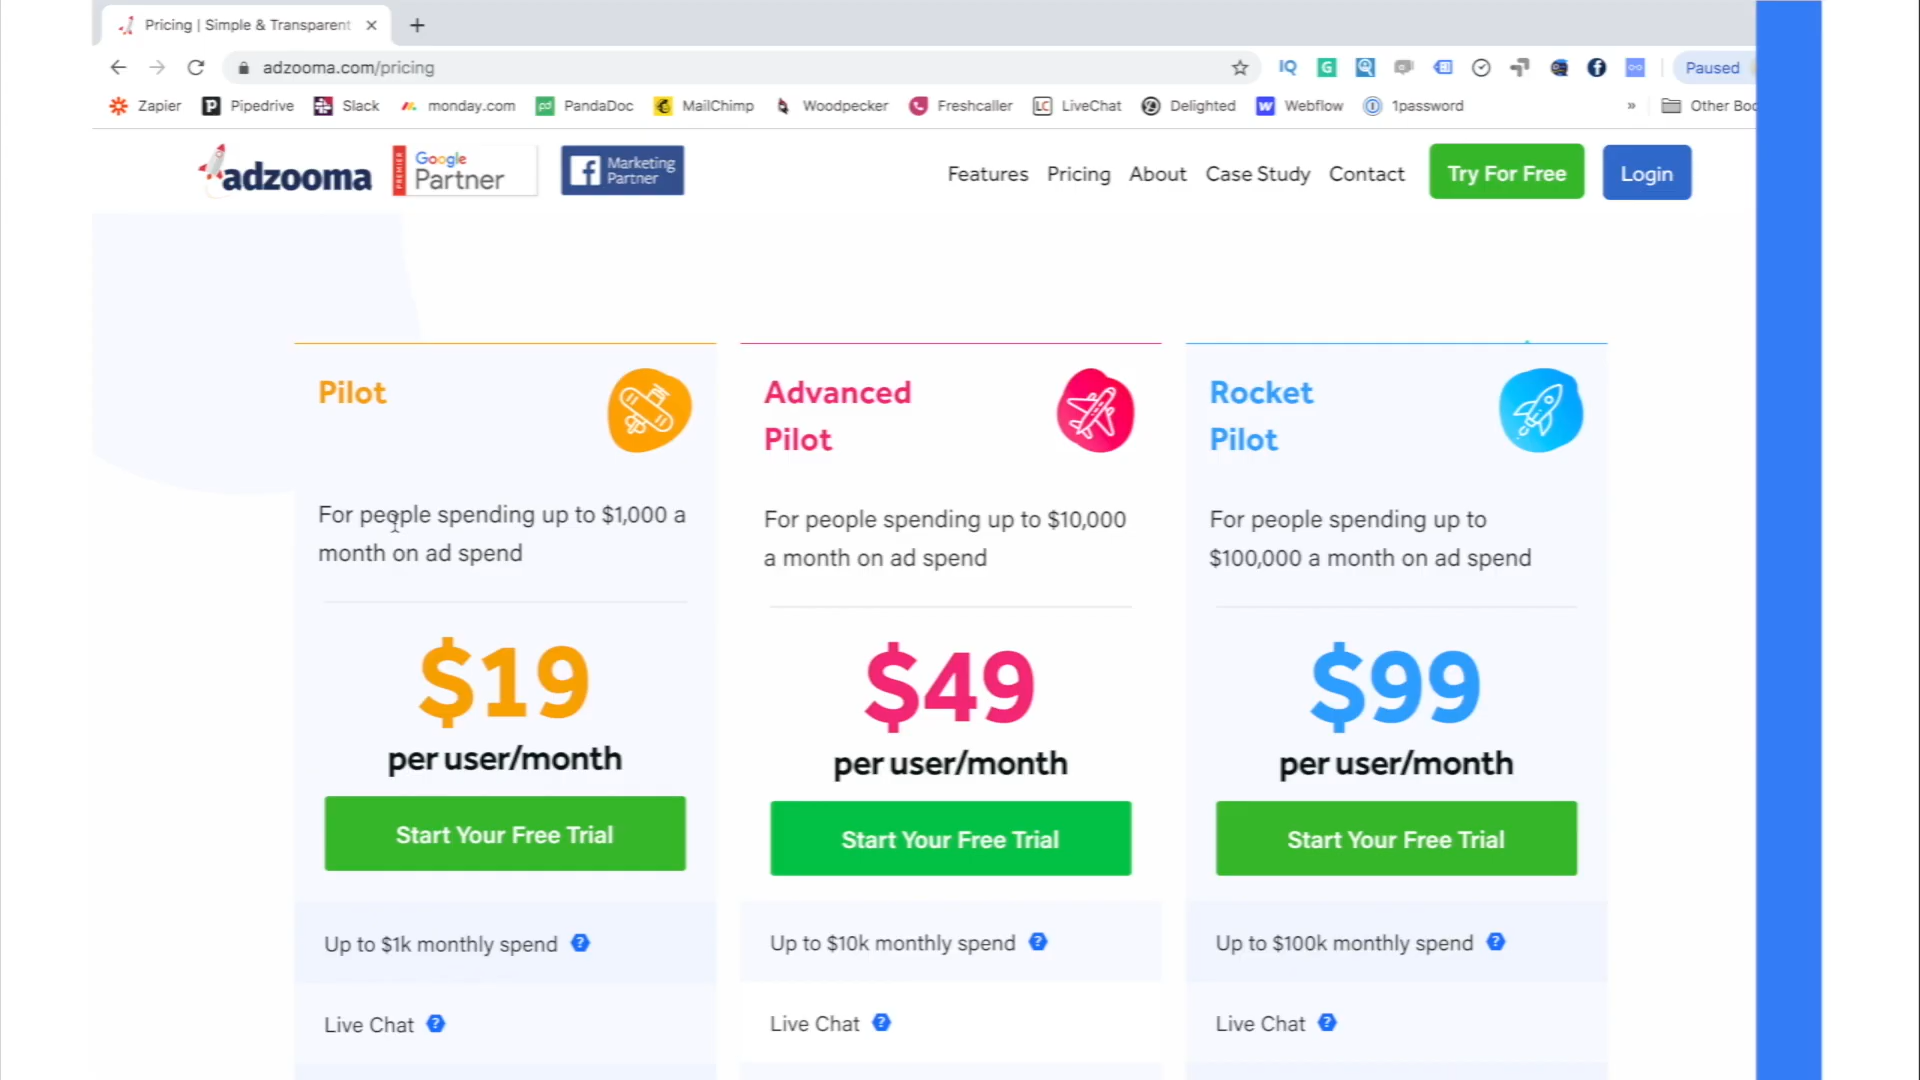 Pricing | Simple & Transparent
adzooma.com/pricing
IQ
Paused
Zapier
Pipedrive
Slack
monday.com
PandaDoc
MailChimp
Woodpecker
Freshcaller
LiveChat
Delighted
Webflow
1password
»
Other Boo
adzooma
PREMIER
Google
Partner
Marketing
Partner
Features
Pricing
About
Case Study
Contact
Try For Free
Login
Pilot
For people spending up to $1,000 a
month on ad spend
$19
per user/month
Start Your Free Trial
Up to $1k monthly spend ?
Live Chat ?
Advanced
Pilot
For people spending up to $10,000
a month on ad spend
$49
per user/month
Start Your Free Trial
Up to $10k monthly spend ?
Live Chat ?
Rocket
Pilot
For people spending up to
$100,000 a month on ad spend
$99
per user/month
Start Your Free Trial
Up to $100k monthly spend ?
Live Chat ?